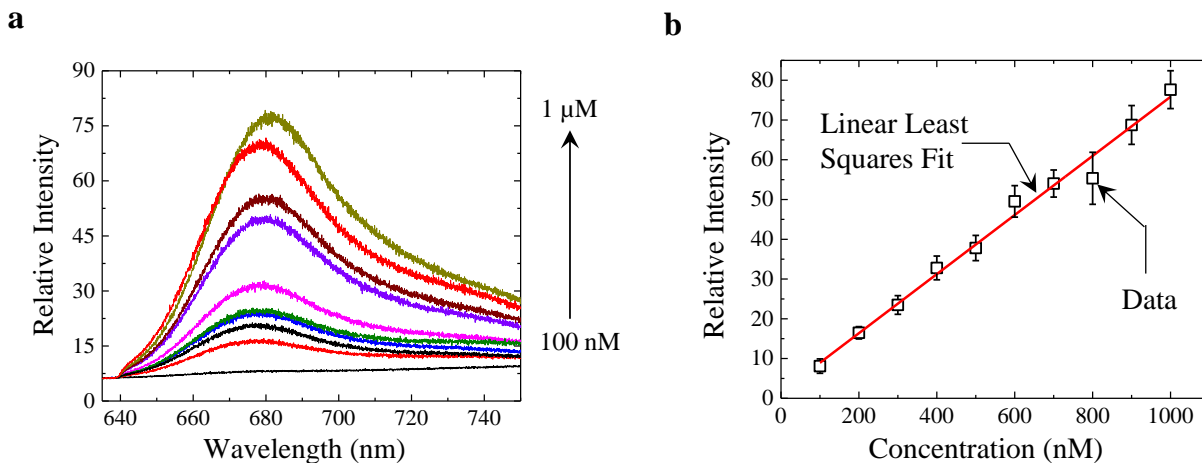 a
90
75
60
45
30
15
0
Relative Intensity
640 660 680 700 720 740
Wavelength (nm)
1 μM
100 nM
b
80
70
60
50
40
30
20
10
0
Relative Intensity
0 200 400 600 800 1000
Concentration (nM)
Linear Least
Squares Fit
Data